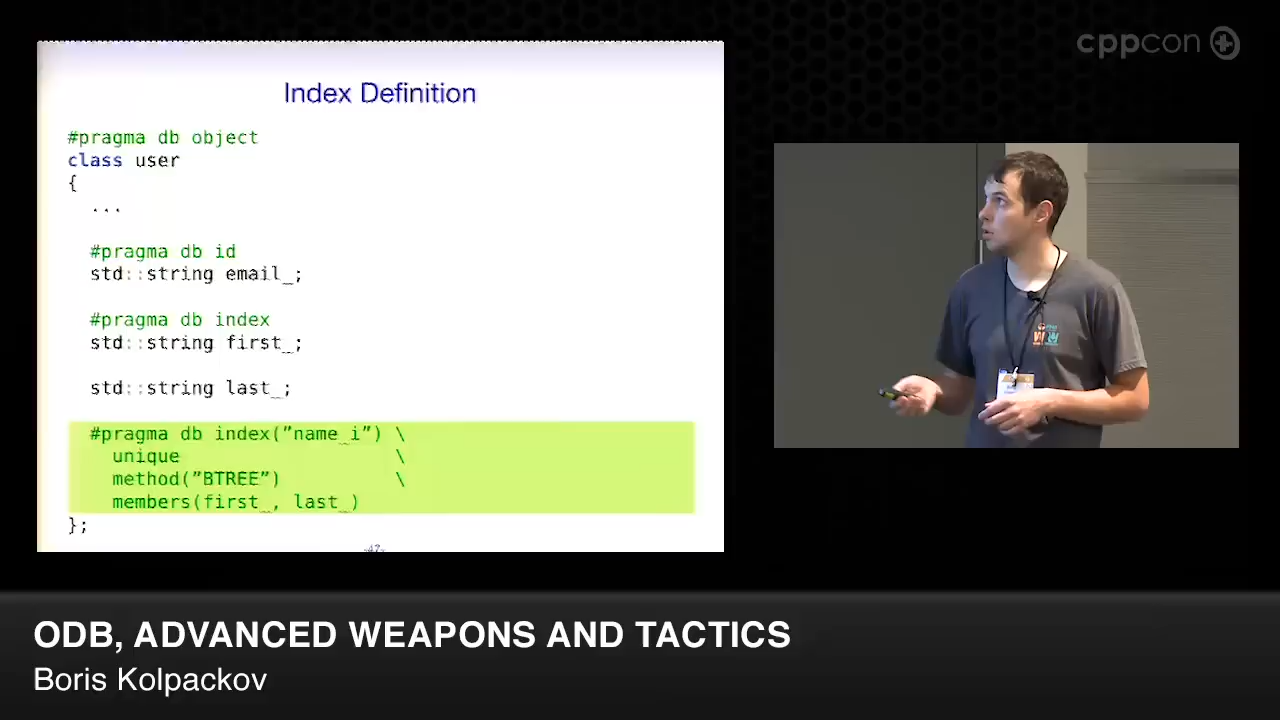 cppcon
Index Definition
#pragma db object
class user
{
...
#pragma db id
std::string email_;
#pragma db index
std::string first_;
std::string last_;
#pragma db index("name_i") \
unique \
method("BTREE") \
members(first_, last_)
};
-47-
ODB, ADVANCED WEAPONS AND TACTICS
Boris Kolpackov